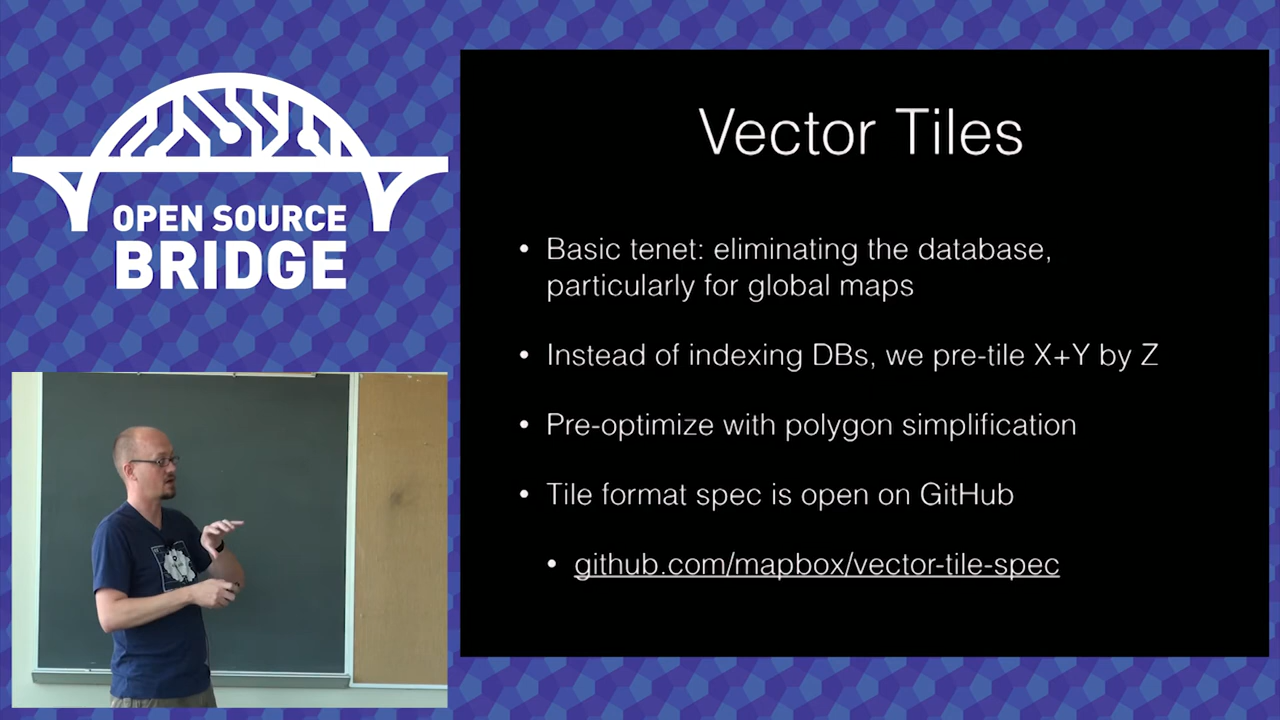 OPEN SOURCE
BRIDGE
Vector Tiles
• Basic tenet: eliminating the database,
particularly for global maps
• Instead of indexing DBs, we pre-tile X+Y by Z
• Pre-optimize with polygon simplification
• Tile format spec is open on GitHub
• github.com/mapbox/vector-tile-spec